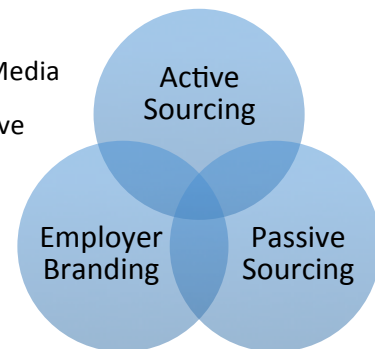 Media
ve
Active
Sourcing
Employer
Branding
Passive
Sourcing